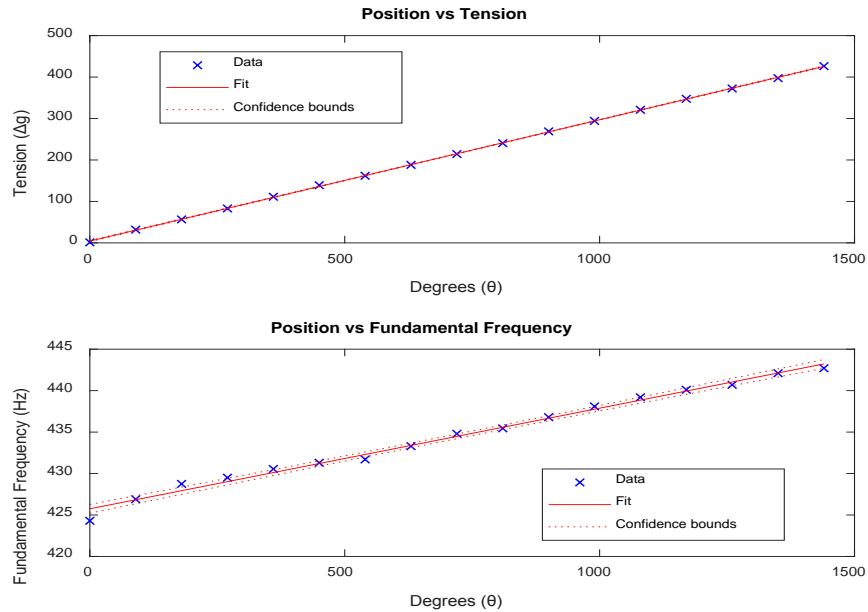 Position vs Tension
500
400
300
200
100
0
Tension (Δg)
Data
Fit
Confidence bounds
0 500 1000 1500
Degrees (θ)
Position vs Fundamental Frequency
445
440
435
430
425
420
Fundamental Frequency (Hz)
Data
Fit
Confidence bounds
0 500 1000 1500
Degrees (θ)